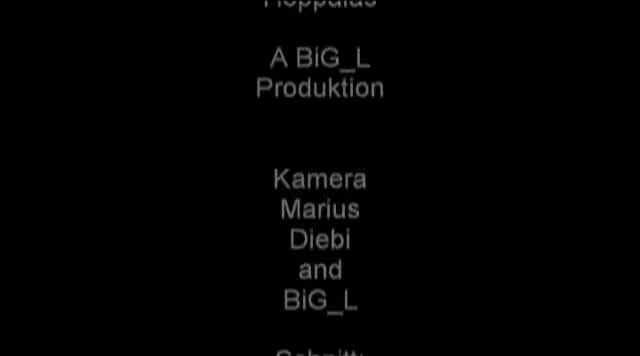 A BiG_L
Produktion
Kamera
Marius
Diebi
and
BiG_L